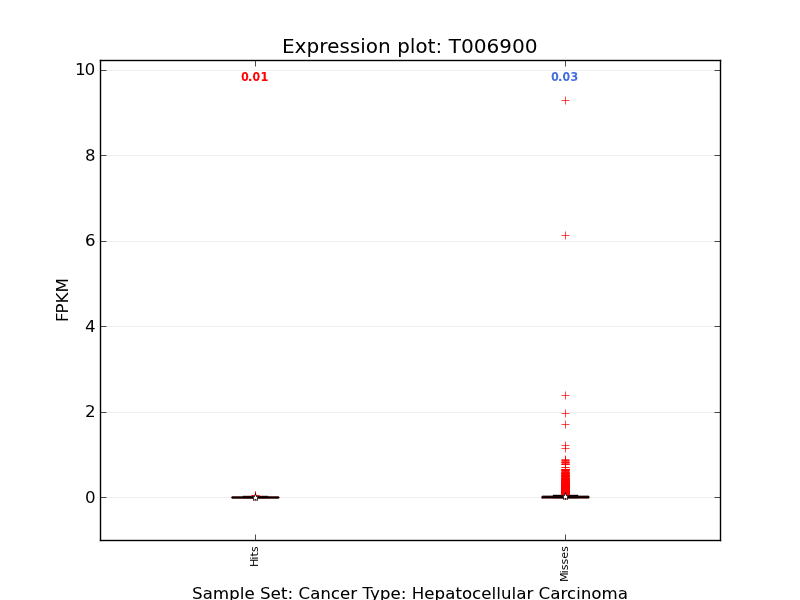 Expression plot: T006900
0.01 0.03
10
8
6
4
2
0
FPKM
Hits Misses
Sample Set: Cancer Type: Hepatocellular Carcinoma